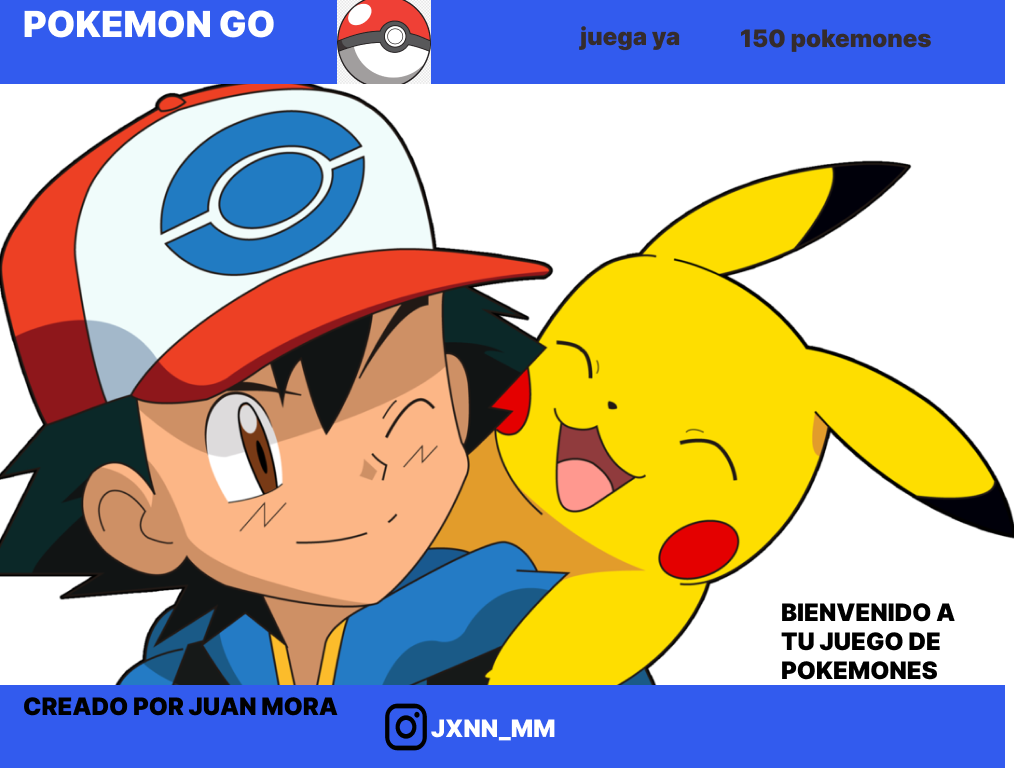 POKEMON GO
juega ya
150 pokemones
BIENVENIDO A
TU JUEGO DE
POKEMONES
CREADO POR JUAN MORA
JXNN_MM